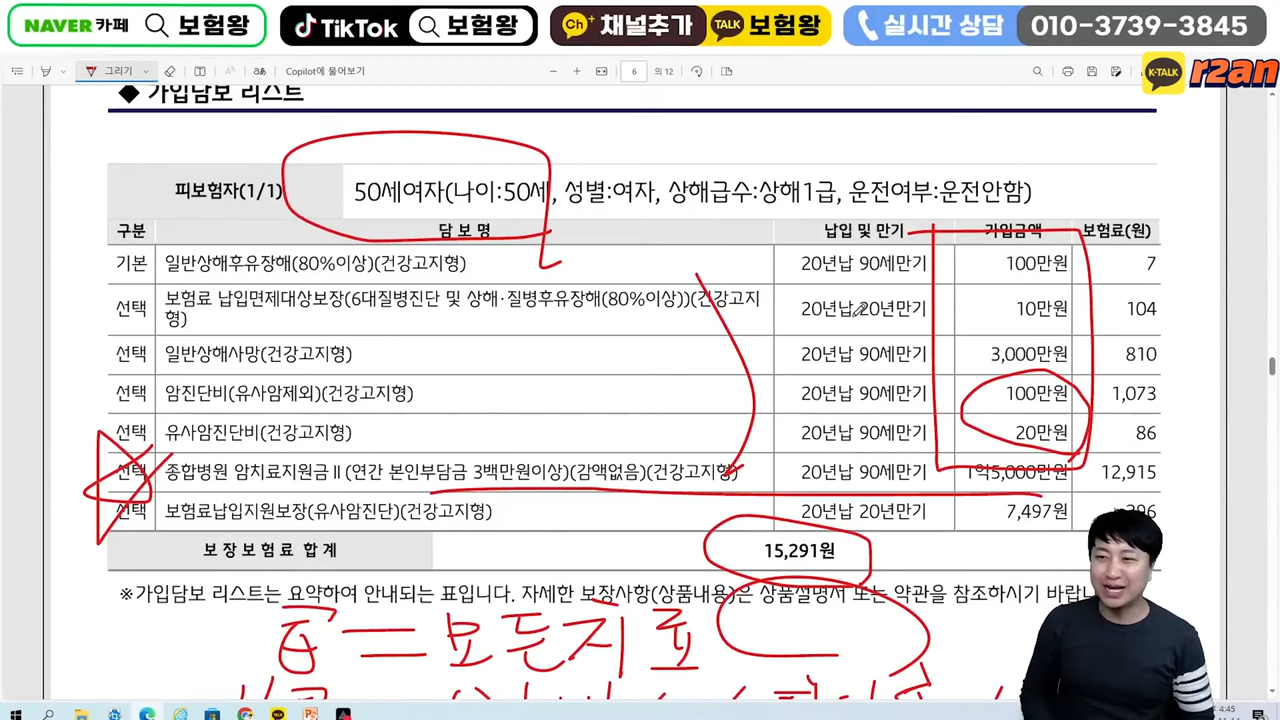 NAVER 카페 보험왕 TikTok 보험왕 Ch+ 채널추가 TALK 보험왕 실시간 상담 010-3739-3845
그리기 Copilot에 물어보기 6 의 12
K-TALK r2an
◆ 가입담보 리스트
피보험자(1/1) 50세여자(나이:50세, 성별:여자, 상해급수:상해1급, 운전여부:운전안함)
구분 담보명 납입 및 만기 가입금액 보험료(원)
기본 일반상해후유장해(80%이상)(건강고지형) 20년납 90세만기 100만원 7
선택 보험료 납입면제대상보장(6대질병진단 및 상해·질병후유장해(80%이상))(건강고지형) 20년납 20년만기 10만원 104
선택 일반상해사망(건강고지형) 20년납 90세만기 3,000만원 810
선택 암진단비(유사암제외)(건강고지형) 20년납 90세만기 100만원 1,073
선택 유사암진단비(건강고지형) 20년납 90세만기 20만원 86
선택 종합병원 암치료지원금Ⅱ(연간 본인부담금 3백만원이상)(감액없음)(건강고지형) 20년납 90세만기 1억5,000만원 12,915
선택 보험료납입지원보장(유사암진단)(건강고지형) 20년납 20년만기 7,497원
보장보험료 합계 15,291원
※가입담보 리스트는 요약하여 안내되는 표입니다. 자세한 보장사항(상품내용)은 상품설명서 또는 약관을 참조하시기 바랍니
= 모든치료
4:45